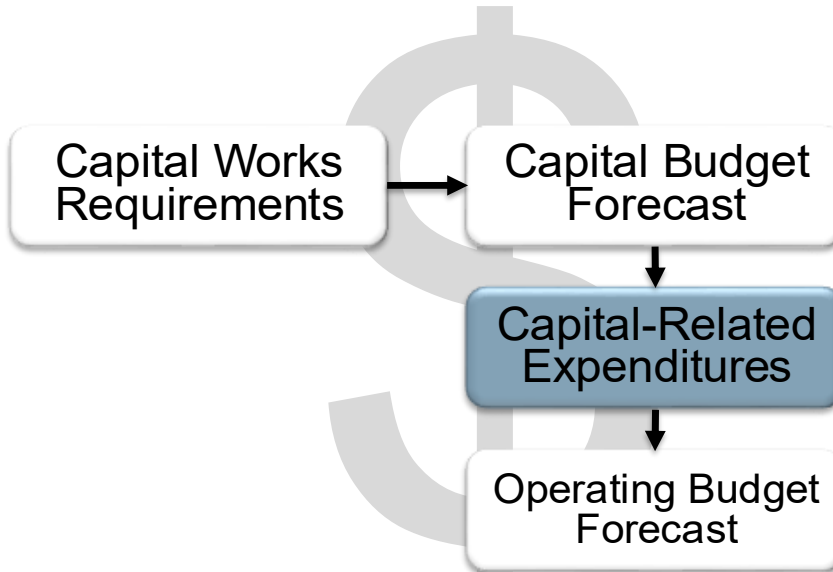 Capital Works
Requirements
Capital Budget
Forecast
Capital-Related
Expenditures
Operating Budget
Forecast